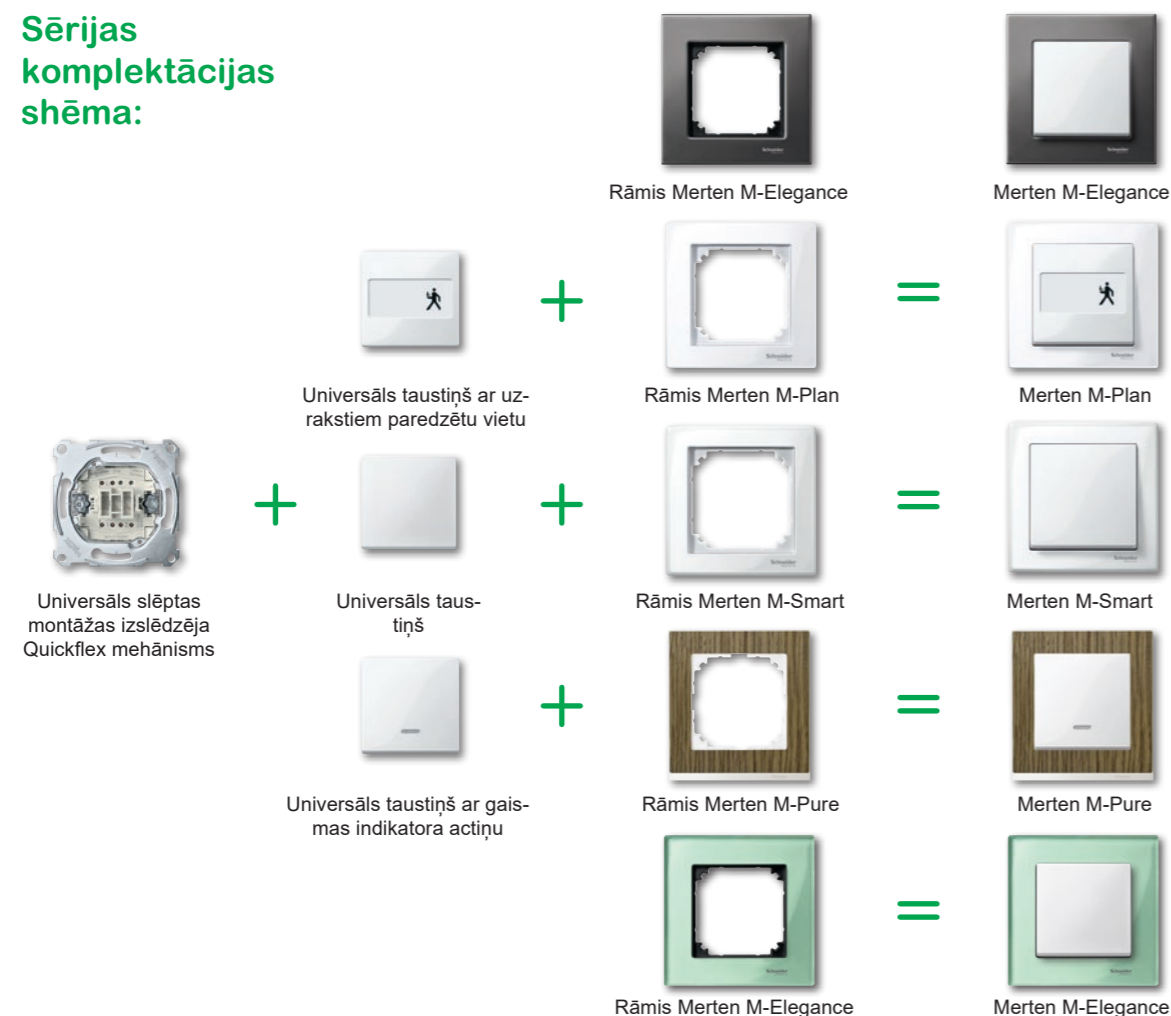 Sērijas
komplektācijas
shēma:
Rāmis Merten M-Elegance
Merten M-Elegance
+
=
Universāls taustiņš ar uz-
rakstiem paredzētu vietu
Rāmis Merten M-Plan
Merten M-Plan
+
+
=
Universāls slēptas
montāžas izslēdzēja
Quickflex mehānisms
Universāls taus-
tiņš
Rāmis Merten M-Smart
Merten M-Smart
+
=
Universāls taustiņš ar gais-
mas indikatora actiņu
Rāmis Merten M-Pure
Merten M-Pure
=
Rāmis Merten M-Elegance
Merten M-Elegance